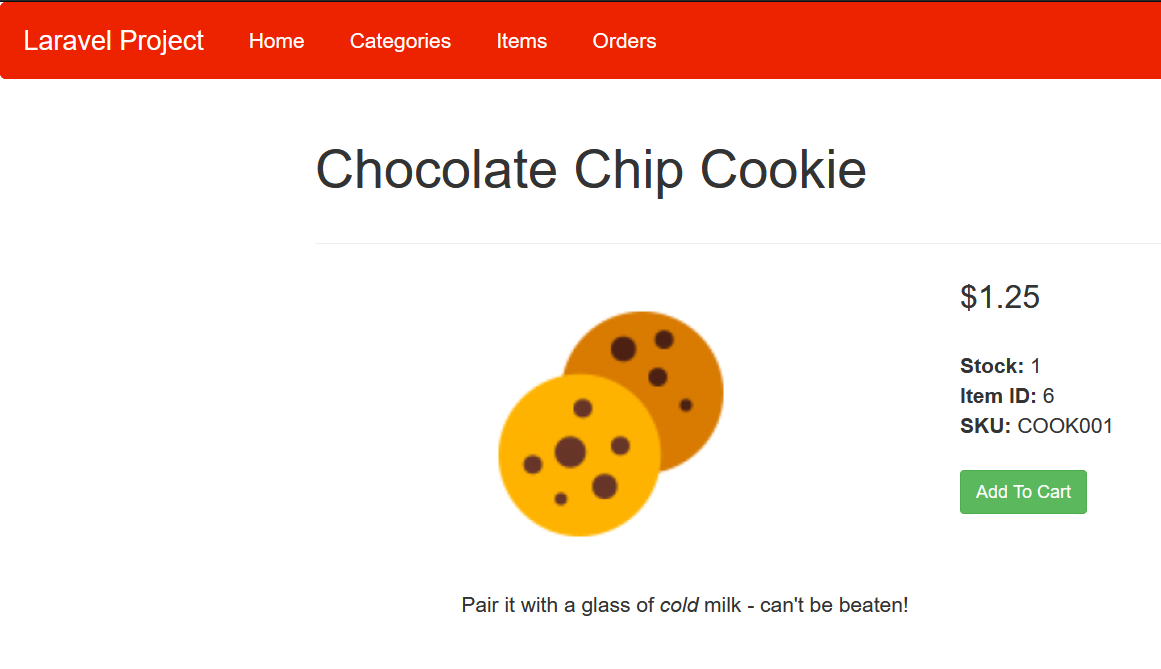 Laravel Project Home Categories Items Orders
Chocolate Chip Cookie
$1.25
Stock: 1
Item ID: 6
SKU: COOK001
Add To Cart
Pair it with a glass of cold milk - can't be beaten!